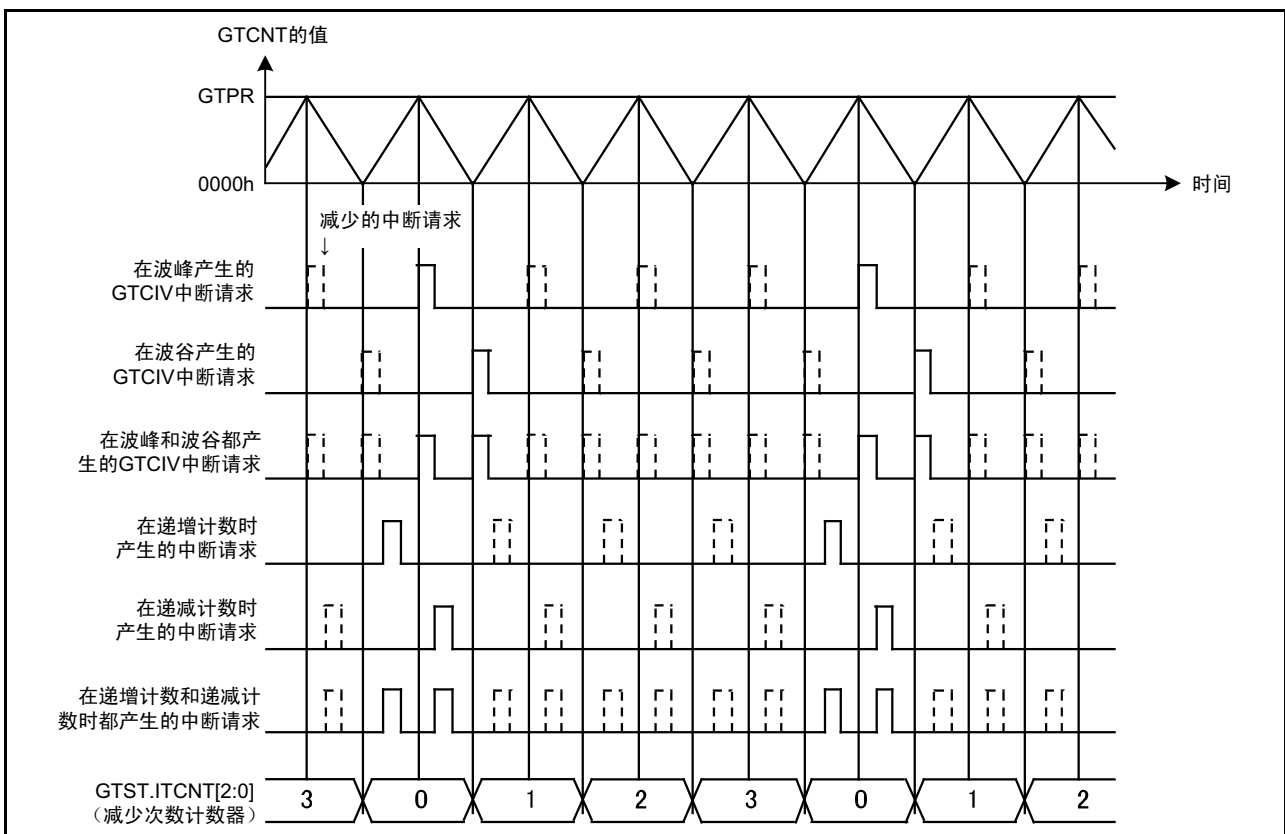 GTCNT的值
GTPR
0000h
时间
减少的中断请求
↓
在波峰产生的
GTCIV中断请求
在波谷产生的
GTCIV中断请求
在波峰和波谷都产
生的GTCIV中断请求
在递增计数时
产生的中断请求
在递减计数时
产生的中断请求
在递增计数和递减计
数时都产生的中断请求
GTST.ITCNT[2:0]
（减少次数计数器）
3 0 1 2 3 0 1 2